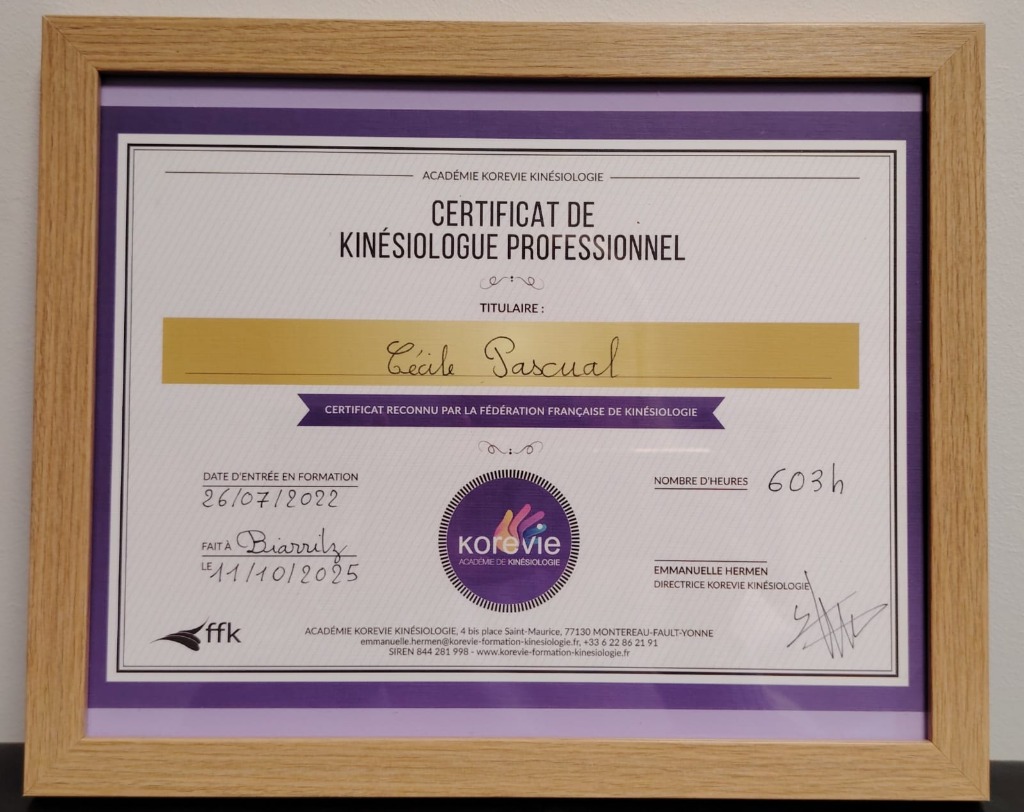 ACADÉMIE KOREVIE KINÉSIOLOGIE
CERTIFICAT DE
KINÉSIOLOGUE PROFESSIONNEL
TITULAIRE :
Cécile Pascual
CERTIFICAT RECONNU PAR LA FÉDÉRATION FRANÇAISE DE KINÉSIOLOGIE
DATE D'ENTRÉE EN FORMATION
26/07/2022
FAIT À Biarritz
LE 11/10/2025
korevie
ACADÉMIE DE KINÉSIOLOGIE
NOMBRE D'HEURES 603h
EMMANUELLE HERMEN
DIRECTRICE KOREVIE KINÉSIOLOGIE
ffk
ACADÉMIE KOREVIE KINÉSIOLOGIE, 4 bis place Saint-Maurice, 77130 MONTEREAU-FAULT-YONNE
emmanuelle.hermen@korevie-formation-kinesiologie.fr, +33 6 22 86 21 91
SIREN 844 281 998 - www.korevie-formation-kinesiologie.fr